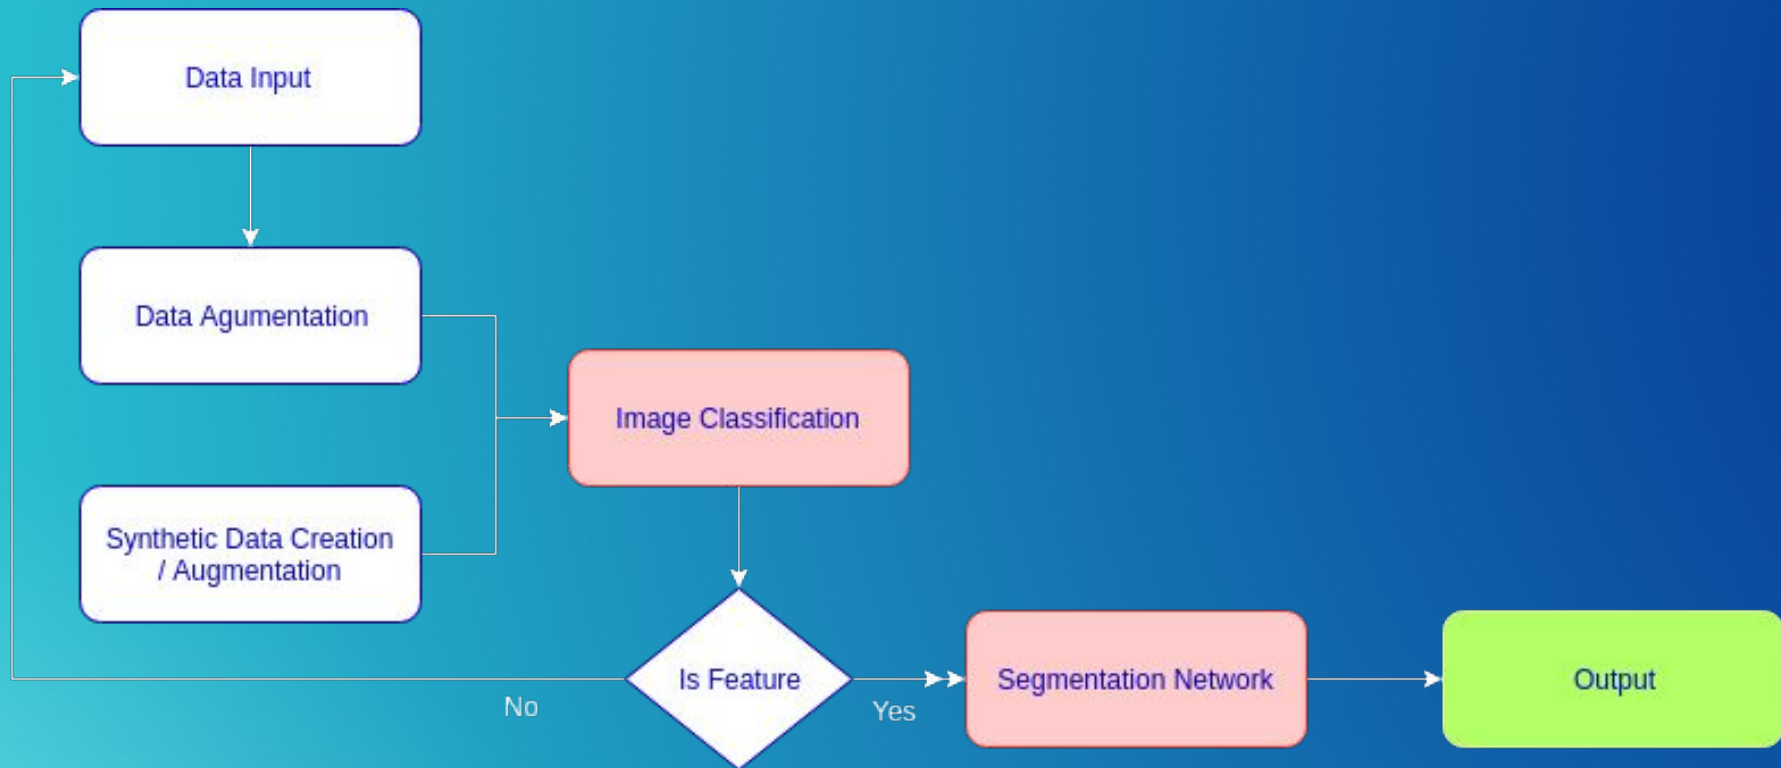 Data Input
Data Agumentation
Image Classification
Synthetic Data Creation
/ Augmentation
Is Feature
Segmentation Network
Output
No
Yes